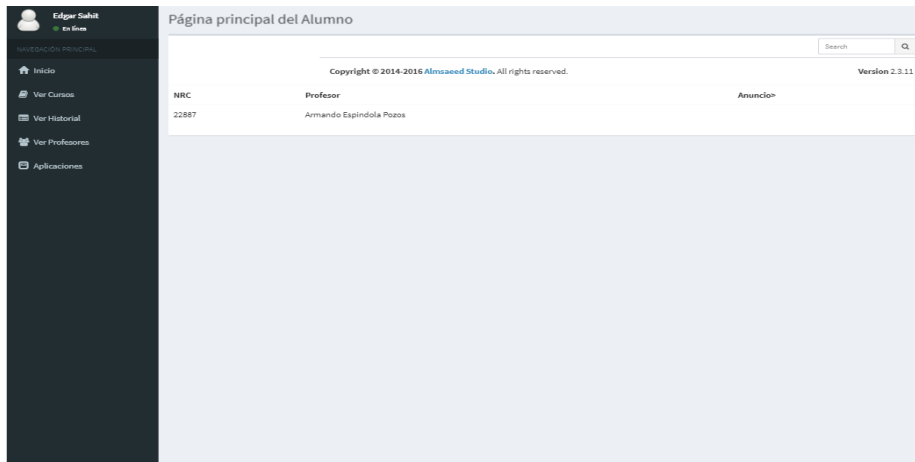 Edgar Sahit
En línea
NAVEGACIÓN PRINCIPAL
Inicio
Ver Cursos
Ver Historial
Ver Profesores
Aplicaciones
Página principal del Alumno
Search
Copyright © 2014-2016 Almsaeed Studio. All rights reserved.
Version 2.3.11
NRC Profesor Anuncio>
22887 Armando Espindola Pozos